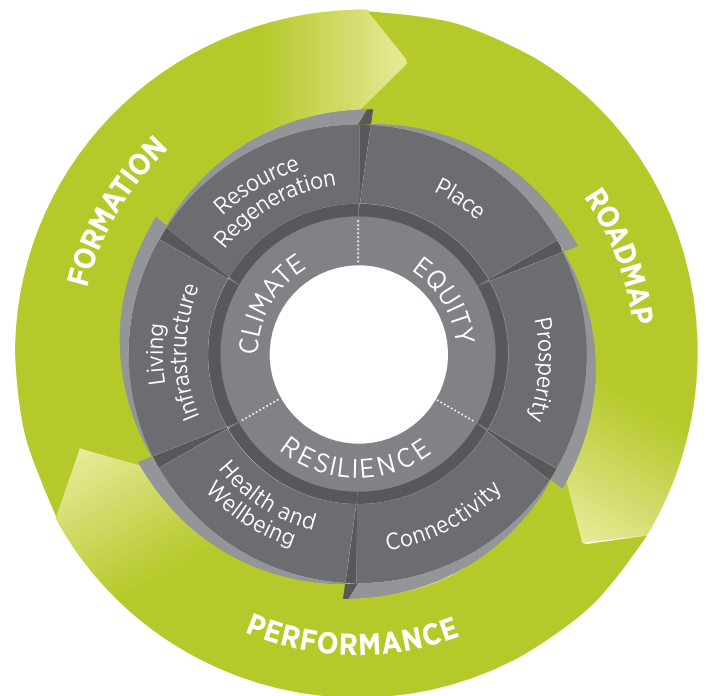 FORMATION
ROADMAP
PERFORMANCE
Resource
Regeneration
Place
Prosperity
Connectivity
Health and
Wellbeing
Living
Infrastructure
CLIMATE
EQUITY
RESILIENCE